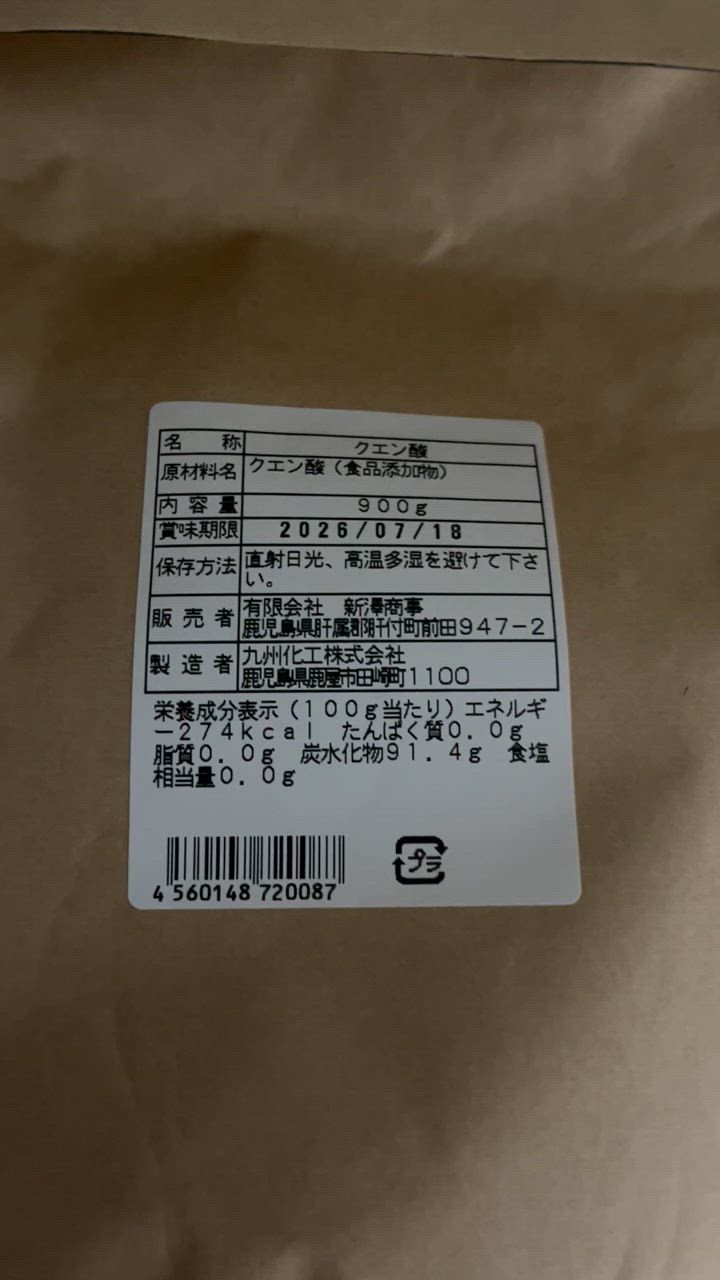 名称 クエン酸
原材料名 クエン酸（食品添加物）
内容量 900g
賞味期限 2026/07/18
保存方法 直射日光、高温多湿を避けて下さ
い。
販売者 有限会社 新澤商事
鹿児島県肝属郡肝付町前田947-2
製造者 九州化工株式会社
鹿児島県鹿屋市田崎町1100
栄養成分表示（100g当たり）エネルギ
ー274kcal たんぱく質0.0g
脂質0.0g 炭水化物91.4g 食塩
相当量0.0g
プラ
4 560148 720087